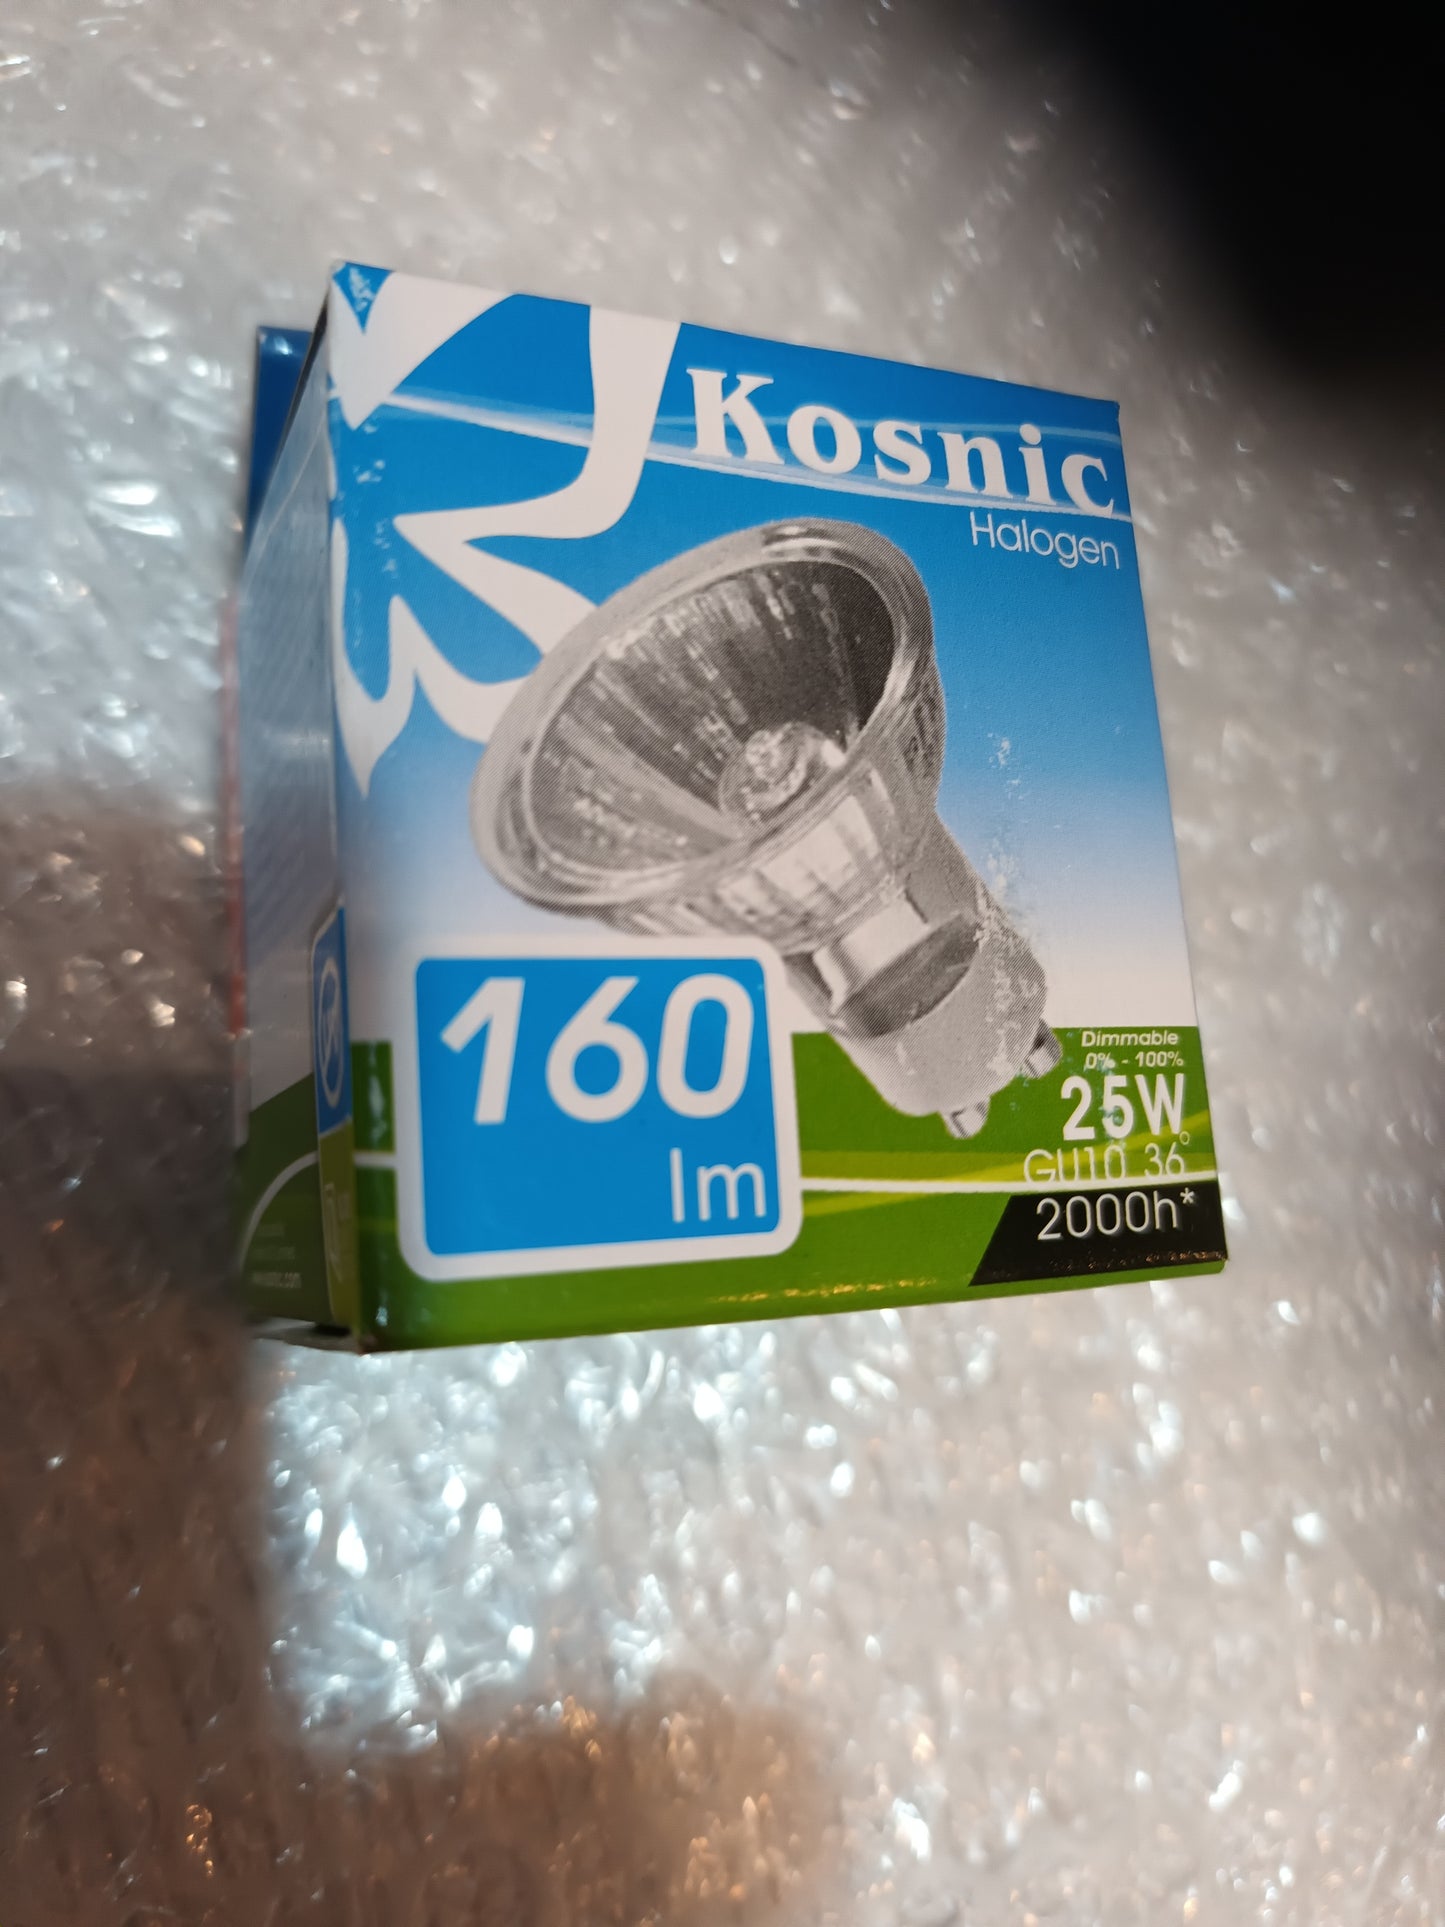 Kosnic
Halogen
160
lm
Dimmable
0% - 100%
25W
GU10 36°
2000h*